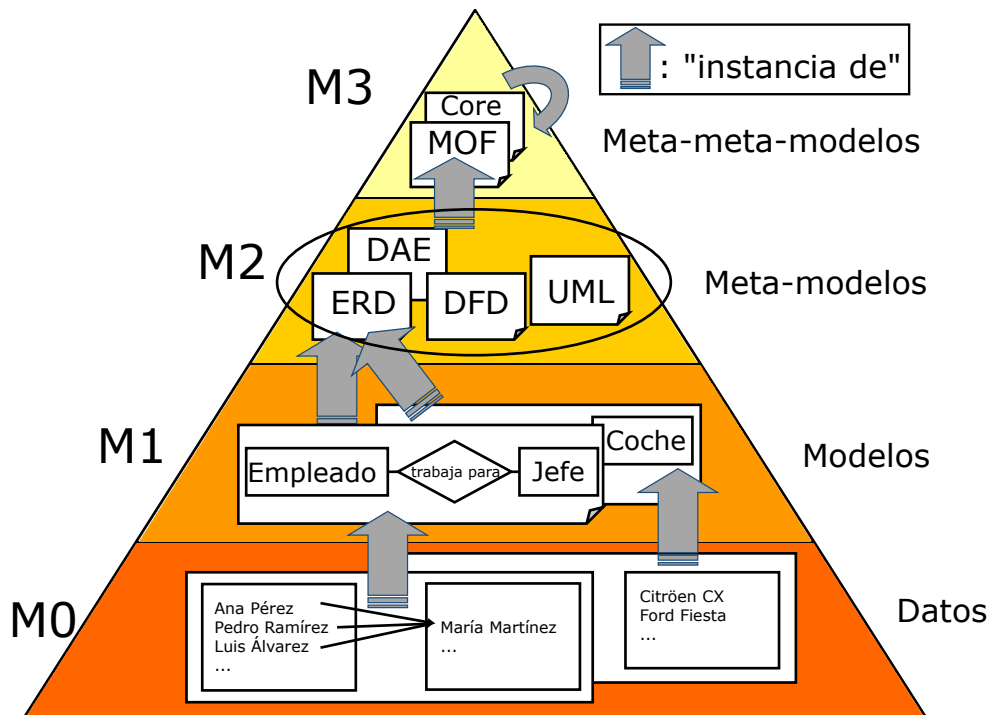 : "instancia de"
M3
Core
MOF
Meta-meta-modelos
M2
DAE
ERD
DFD
UML
Meta-modelos
M1
Empleado
trabaja para
Jefe
Coche
Modelos
M0
Ana Pérez
Pedro Ramírez
Luis Álvarez
...
María Martínez
...
Citröen CX
Ford Fiesta
...
Datos